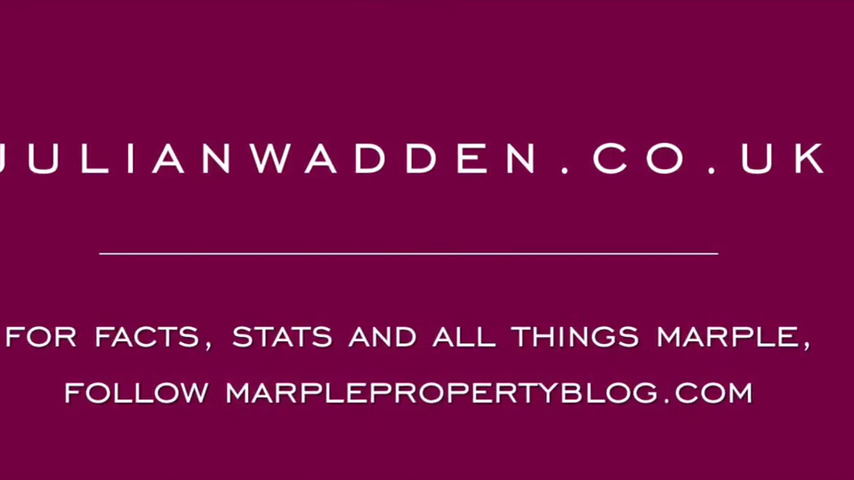 JULIANWADDEN.CO.UK
FOR FACTS, STATS AND ALL THINGS MARPLE,
FOLLOW MARPLEPROPERTYBLOG.COM